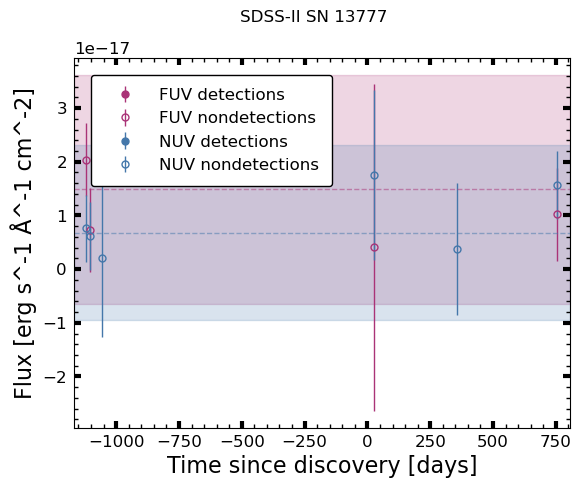 SDSS-II SN 13777
1e−17
FUV detections
FUV nondetections
NUV detections
NUV nondetections
3
2
1
0
−1
−2
Flux [erg s^-1 Å^-1 cm^-2]
−1000 −750 −500 −250 0 250 500 750
Time since discovery [days]